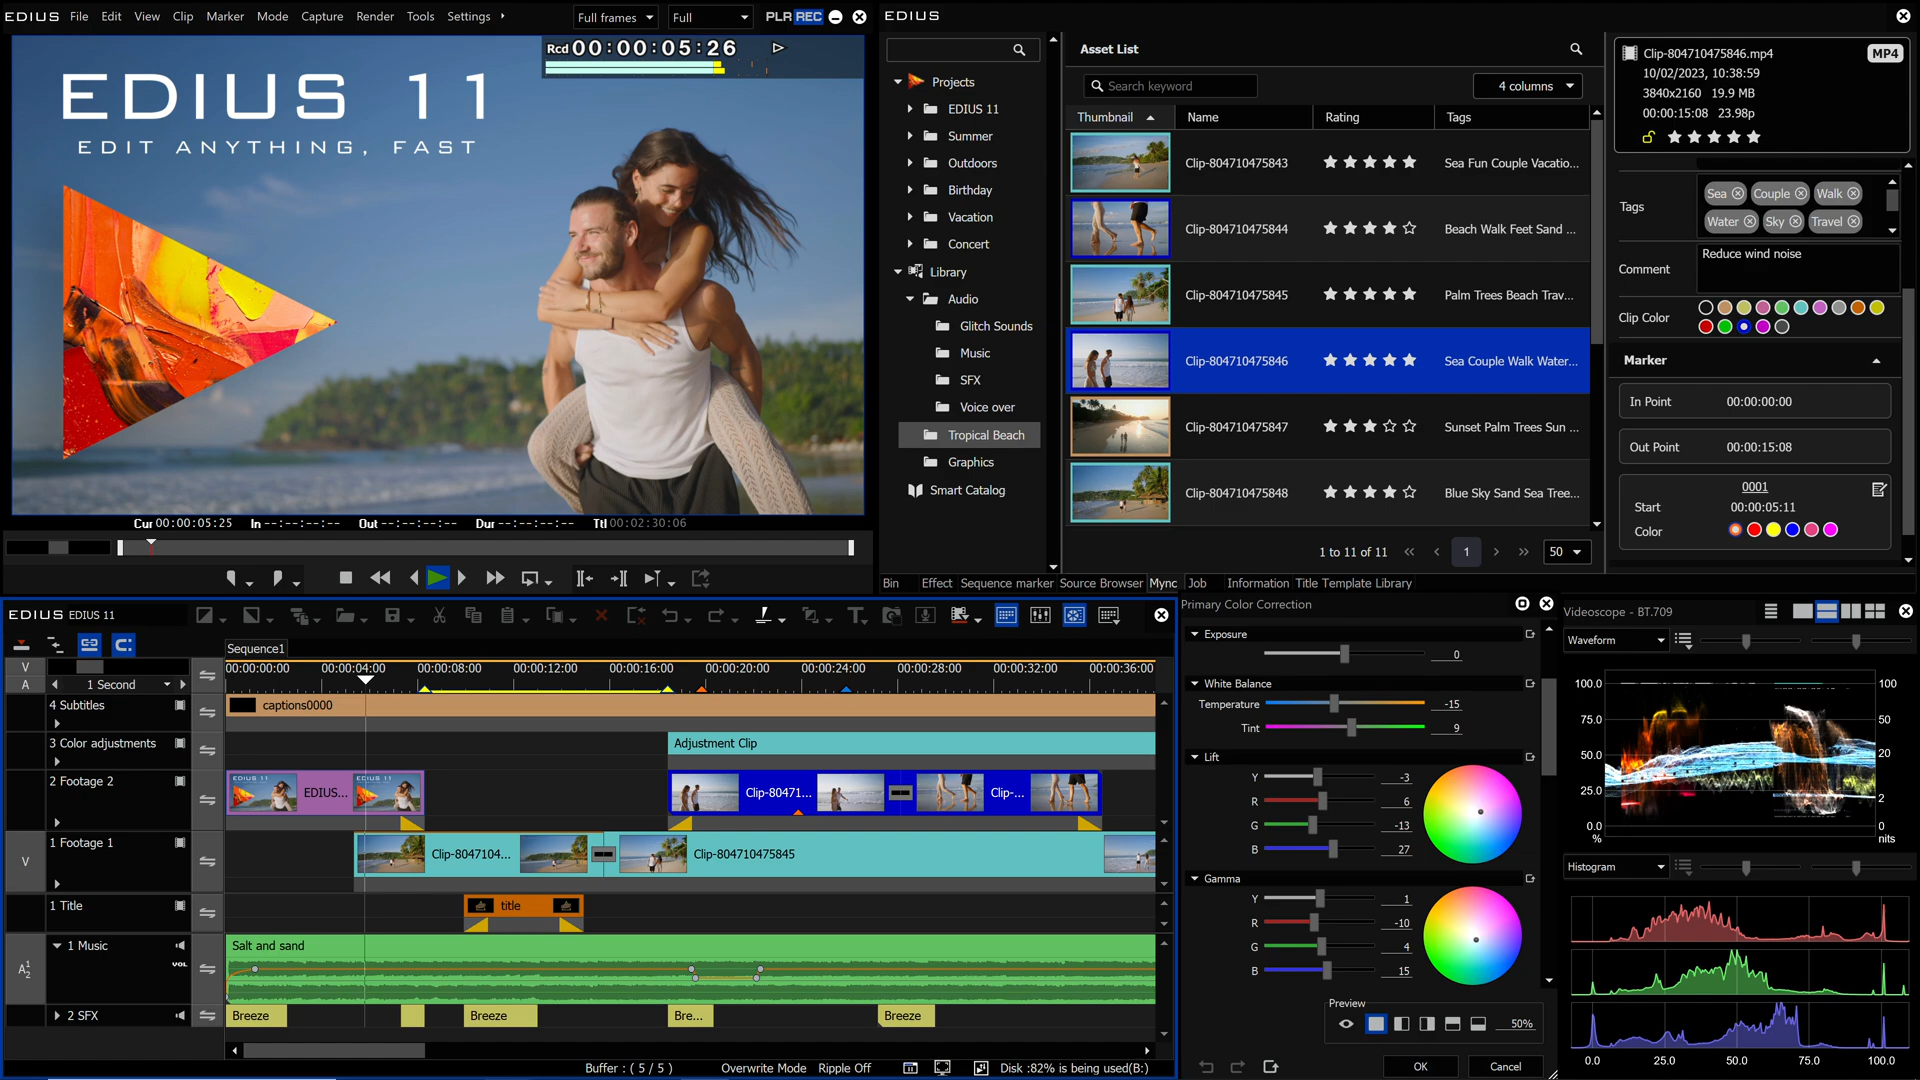 EDIUS File Edit View Clip Marker Mode Capture Render Tools Settings
Full frames
Full
PLR REC
Rcd 00:00:05:26
EDIUS 11
EDIT ANYTHING, FAST
Cur 00:00:05:25 In --:--:--:-- Out --:--:--:-- Dur --:--:--:-- Ttl 00:02:30:06
EDIUS
Projects
EDIUS 11
Summer
Outdoors
Birthday
Vacation
Concert
Library
Audio
Glitch Sounds
Music
SFX
Voice over
Tropical Beach
Graphics
Smart Catalog
Asset List
Search keyword
4 columns
Thumbnail Name Rating Tags
Clip-804710475843 Sea Fun Couple Vacatio...
Clip-804710475844 Beach Walk Feet Sand ...
Clip-804710475845 Palm Trees Beach Trav...
Clip-804710475846 Sea Couple Walk Water...
Clip-804710475847 Sunset Palm Trees Sun ...
Clip-804710475848 Blue Sky Sand Sea Tree...
1 to 11 of 11 1 50
Bin Effect Sequence marker Source Browser Mync Job Information Title Template Library
Clip-804710475846.mp4 MP4
10/02/2023, 10:38:59
3840x2160 19.9 MB
00:00:15:08 23.98p
Tags
Sea Couple Walk
Water Sky Travel
Comment
Reduce wind noise
Clip Color
Marker
In Point 00:00:00:00
Out Point 00:00:15:08
0001
Start 00:00:05:11
Color
EDIUS EDIUS 11
Sequence1
V
A
1 Second
00:00:00:00 00:00:04:00 00:00:08:00 00:00:12:00 00:00:16:00 00:00:20:00 00:00:24:00 00:00:28:00 00:00:32:00 00:00:36:00
4 Subtitles
captions0000
3 Color adjustments
Adjustment Clip
2 Footage 2
EDIUS 11
EDIUS...
EDIUS 11
Clip-80471...
Clip-...
V
1 Footage 1
Clip-8047104...
Clip-804710475845
1 Title
title
A 1 2
1 Music
VOL
Salt and sand
2 SFX
Breeze
Breeze
Bre...
Breeze
Buffer : ( 5 / 5 ) Overwrite Mode Ripple Off Disk :82% is being used(B:)
Primary Color Correction
Exposure
0
White Balance
Temperature -15
Tint 9
Lift
Y -3
R 6
G -13
B 27
Gamma
Y 1
R -10
G 4
B 15
Preview
50%
OK Cancel
Videoscope - BT.709
Waveform
100.0 100
75.0 50
50.0 20
25.0 2
0.0 0
% nits
Histogram
0.0 25.0 50.0 75.0 100.0